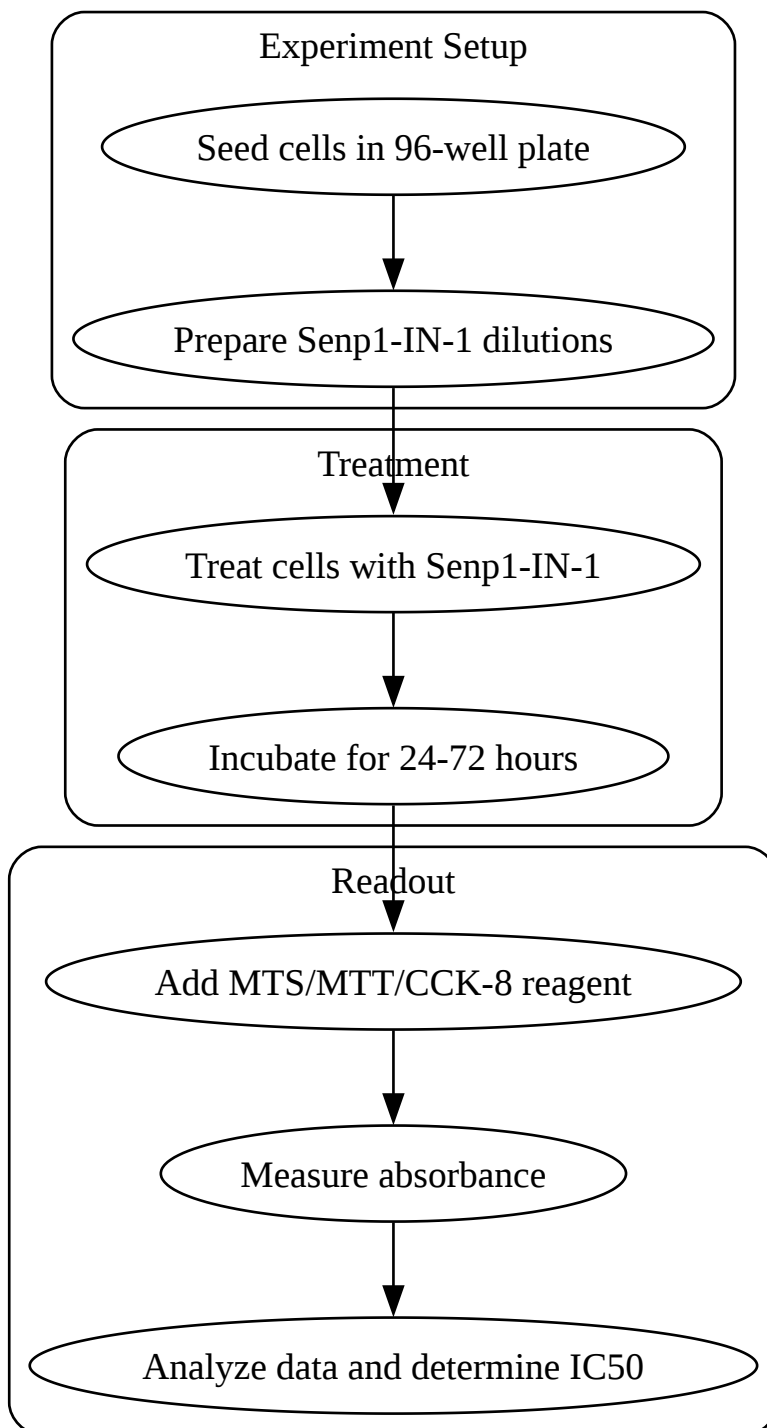 Experiment Setup
Seed cells in 96-well plate
Prepare Senp1-IN-1 dilutions
Treatment
Treat cells with Senp1-IN-1
Incubate for 24-72 hours
Readout
Add MTS/MTT/CCK-8 reagent
Measure absorbance
Analyze data and determine IC50